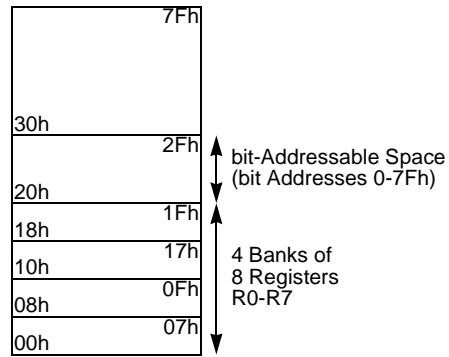 7Fh
30h
2Fh
bit-Addressable Space
(bit Addresses 0-7Fh)
20h
1Fh
18h
17h
4 Banks of
8 Registers
R0-R7
10h
0Fh
08h
07h
00h